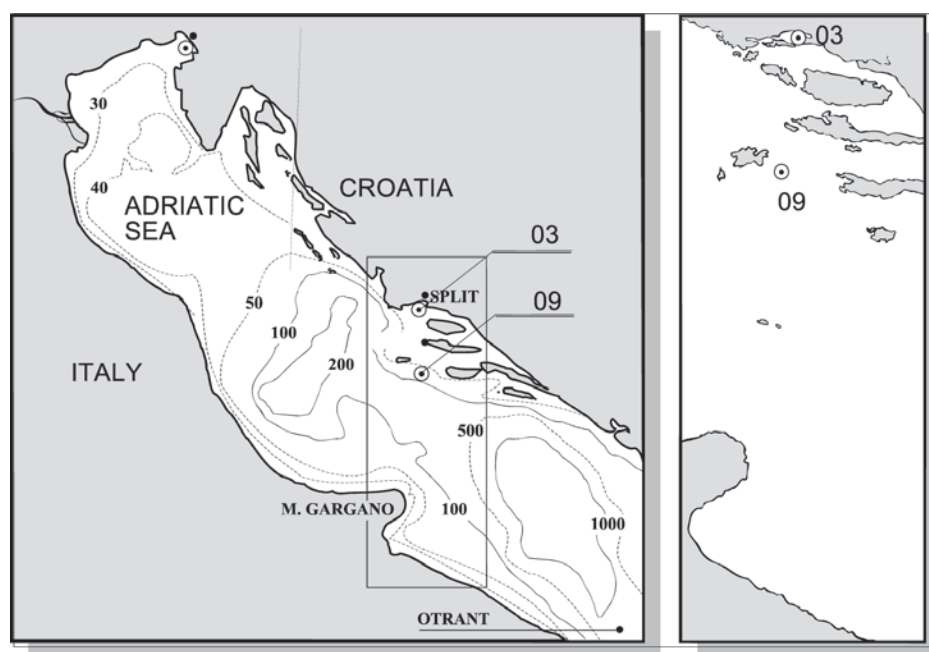 03
30
CROATIA
40
ADRIATIC
SEA
09
03
SPLIT
50
09
100
ITALY
200
500
M. GARGANO
100
1000
OTRANT